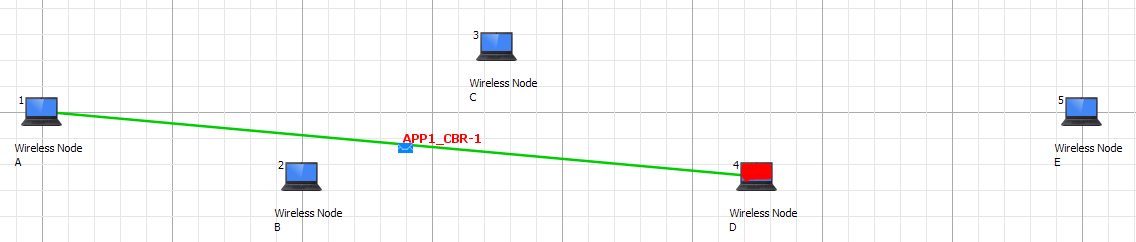 3
Wireless Node
C
1
Wireless Node
A
5
Wireless Node
E
APP1_CBR-1
2
Wireless Node
B
4
Wireless Node
D